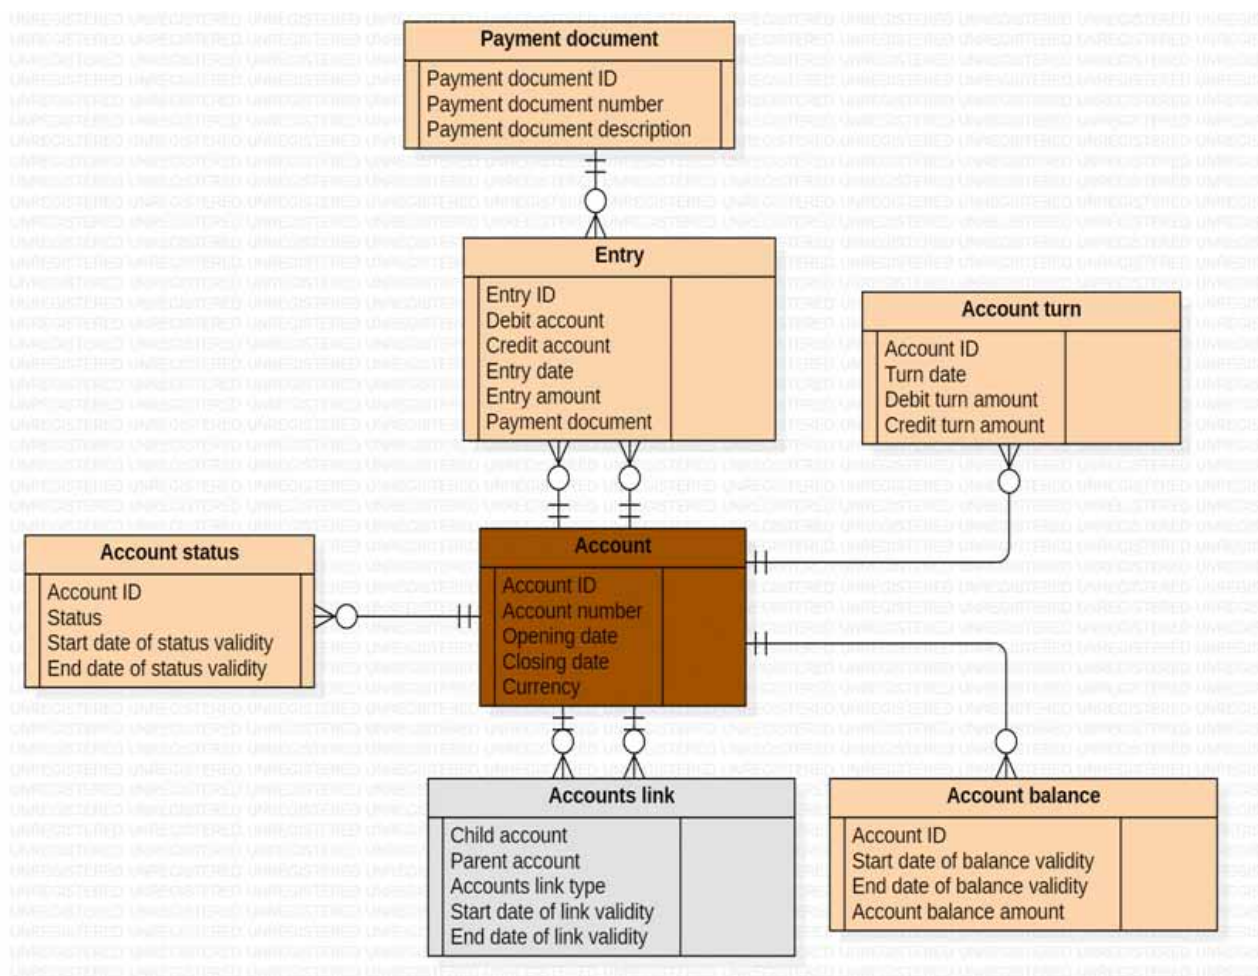 Payment document
Payment document ID
Payment document number
Payment document description
Entry
Entry ID
Debit account
Credit account
Entry date
Entry amount
Payment document
Account turn
Account ID
Turn date
Debit turn amount
Credit turn amount
Account status
Account ID
Status
Start date of status validity
End date of status validity
Account
Account ID
Account number
Opening date
Closing date
Currency
Accounts link
Child account
Parent account
Accounts link type
Start date of link validity
End date of link validity
Account balance
Account ID
Start date of balance validity
End date of balance validity
Account balance amount
UNREGISTERED